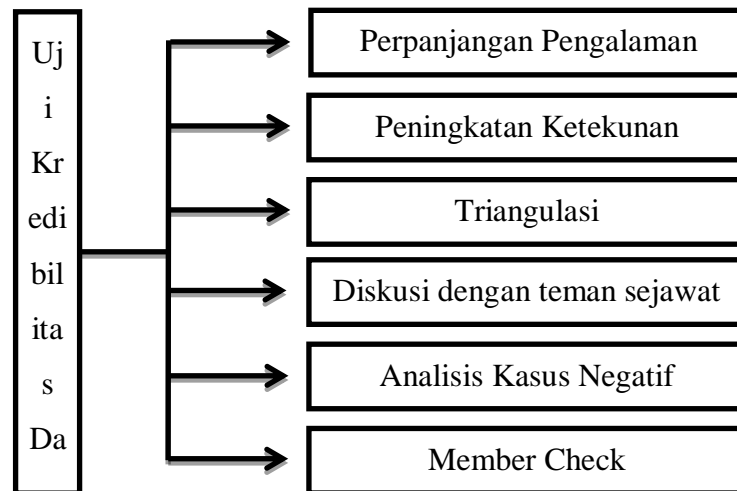 Uj
i
Kr
edi
bil
ita
s
Da
Perpanjangan Pengalaman
Peningkatan Ketekunan
Triangulasi
Diskusi dengan teman sejawat
Analisis Kasus Negatif
Member Check